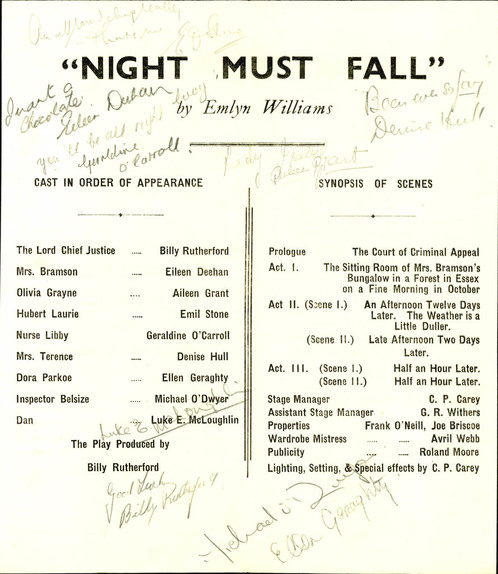 "NIGHT MUST FALL"
by Emlyn Williams
I want a
Chocolate.
Eileen Deehan
you'll be all right
Geraldine
O'Carroll.
Denise Hull.
CAST IN ORDER OF APPEARANCE
The Lord Chief Justice ..... Billy Rutherford
Mrs. Bramson ..... Eileen Deehan
Olivia Grayne ..... Aileen Grant
Hubert Laurie ..... Emil Stone
Nurse Libby Geraldine O'Carroll
Mrs. Terence ..... Denise Hull
Dora Parkoe ..... Ellen Geraghty
Inspector Belsize ..... Michael O'Dwyer
Dan ..... Luke E. McLoughlin
Luke E. McLoughlin
The Play Produced by
Billy Rutherford
Good Luck
Billy Rutherford
SYNOPSIS OF SCENES
Prologue The Court of Criminal Appeal
Act. I. The Sitting Room of Mrs. Bramson's
Bungalow in a Forest in Essex
on a Fine Morning in October
Act II. (Scene I.) An Afternoon Twelve Days
Later. The Weather is a
Little Duller.
(Scene II.) Late Afternoon Two Days
Later.
Act. III. (Scene I.) Half an Hour Later.
(Scene II.) Half an Hour Later.
Stage Manager C. P. Carey
Assistant Stage Manager ..... G. R. Withers
Properties Frank O'Neill, Joe Briscoe
Wardrobe Mistress ..... Avril Webb
Publicity ..... ..... Roland Moore
Lighting, Setting, & Special effects by C. P. Carey
Michael O'Dwyer
Ellen Geraghty